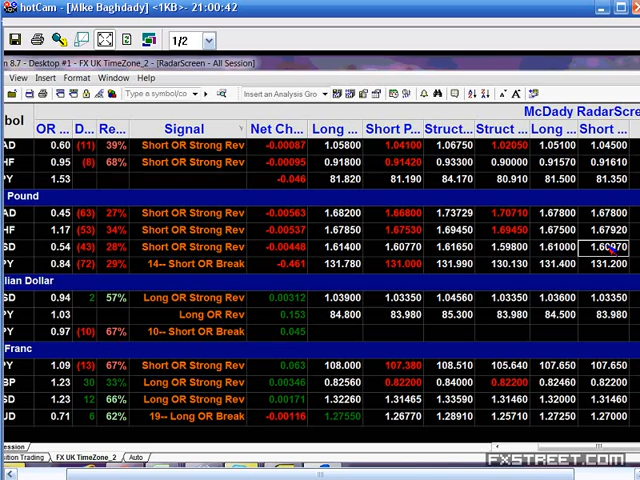 hotCam - [Mike Baghdady] <1KB>- 21:00:42
1/2
n 8.7 - Desktop #1 - FX UK TimeZone_2 - [RadarScreen - All Session]
View Insert Format Window Help
Type a symbol/co Insert an Analysis Gro
McDady RadarScre
bol OR ... D... Re... Signal Net Ch... Long ... Short P... Struct... Struct ... Long ... Short ...
AD 0.60 (11) 39% Short OR Strong Rev -0.00087 1.05800 1.04100 1.06750 1.02050 1.05100 1.04500
HF 0.95 (8) 68% Short OR Strong Rev -0.00095 0.91800 0.91420 0.93300 0.90000 0.91570 0.91610
PY 1.53 -0.046 81.820 81.190 84.170 80.910 81.500 81.350
Pound
AD 0.45 (63) 27% Short OR Strong Rev -0.00563 1.68200 1.66800 1.73729 1.70710 1.67800 1.67800
HF 1.17 (53) 34% Short OR Strong Rev -0.00537 1.67850 1.67530 1.69450 1.69450 1.67500 1.67920
SD 0.54 (43) 28% Short OR Strong Rev -0.00448 1.61400 1.60770 1.61650 1.59800 1.61000 1.60970
PY 0.84 (72) 29% 14-- Short OR Break -0.461 131.780 131.000 131.990 130.130 131.400 131.200
lian Dollar
SD 0.94 2 57% Long OR Strong Rev 0.00312 1.03900 1.03350 1.04560 1.03350 1.03600 1.03350
PY 1.03 Long OR Rev 0.153 84.800 83.980 85.300 83.980 84.500 83.980
PY 0.97 (10) 67% 10-- Short OR Break 0.045
Franc
PY 1.09 (13) 67% Short OR Strong Rev 0.063 108.000 107.380 108.510 105.640 107.650 107.650
BP 1.23 30 33% Long OR Strong Rev 0.00346 0.82560 0.82200 0.84000 0.82200 0.82400 0.82300
SD 1.23 12 66% Long OR Strong Rev 0.00171 1.32260 1.31465 1.33590 1.31460 1.32000 1.31460
UD 0.71 6 62% 19-- Long OR Break -0.00116 1.27550 1.26770 1.28910 1.25710 1.27250 1.27000
ession
osition Trading FX UK TimeZone_2 Auto
FXSTREET.COM